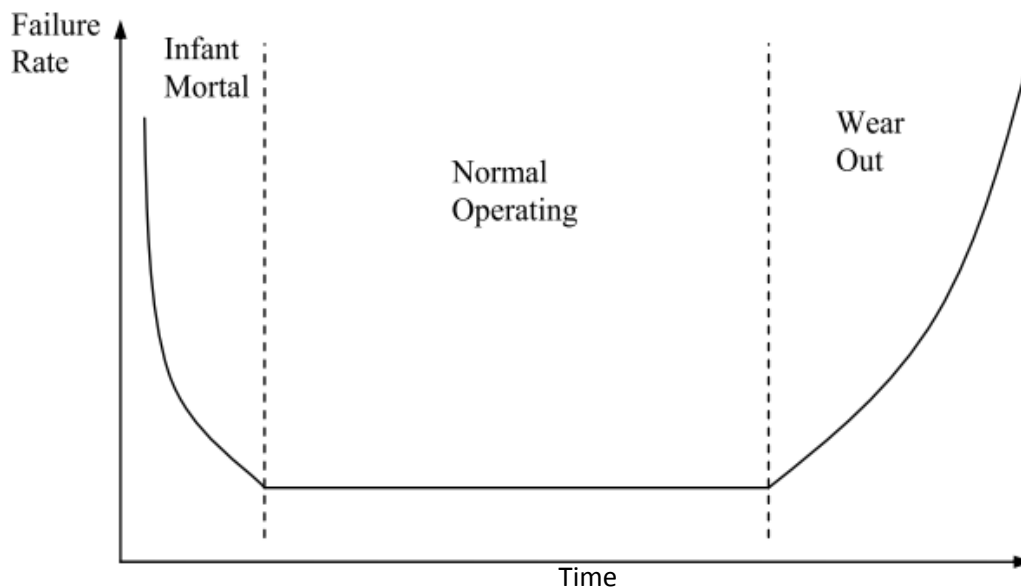 Failure
Rate
Infant
Mortal
Normal
Operating
Wear
Out
Time